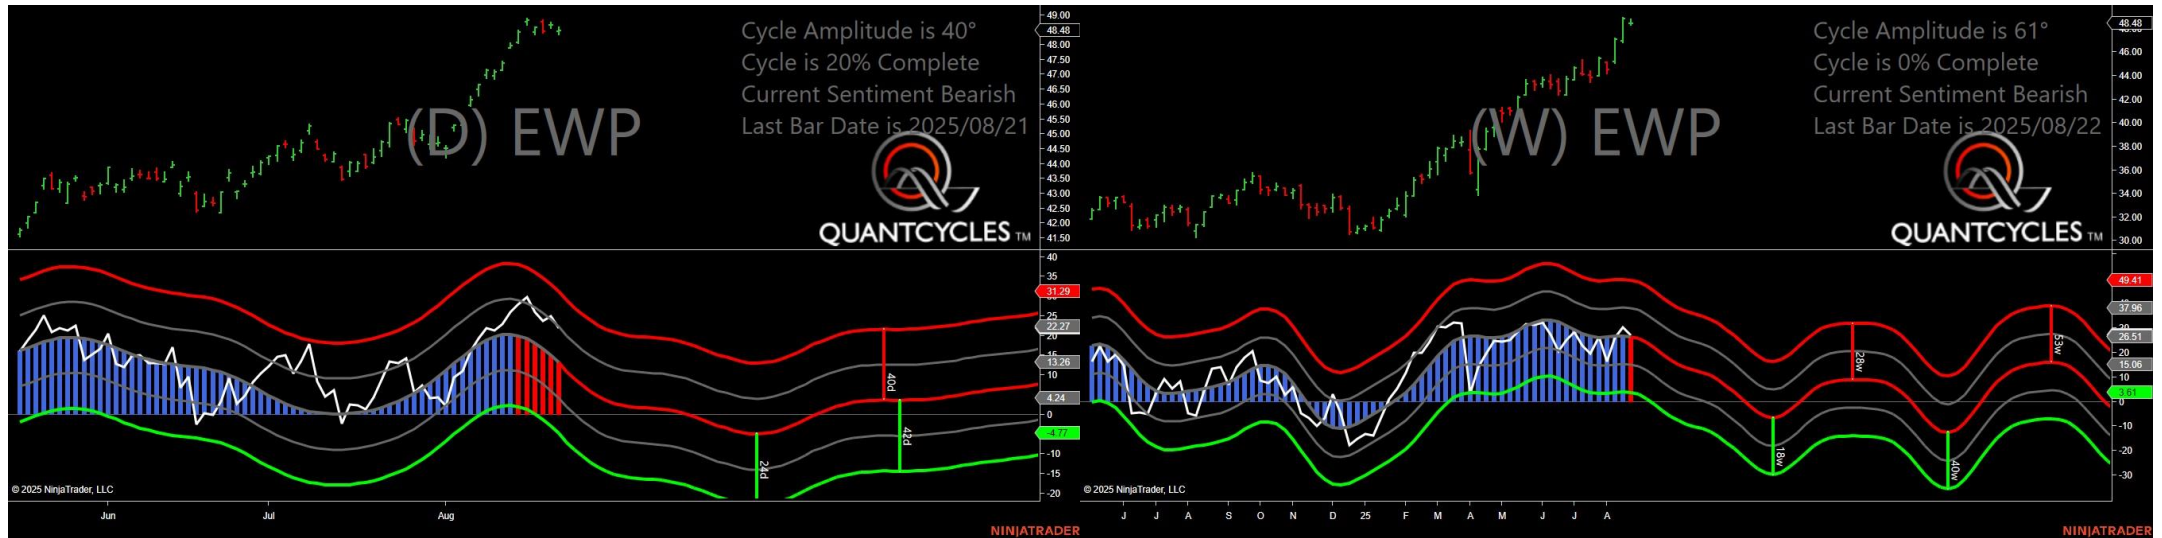 Cycle Amplitude is 40°
Cycle is 20% Complete
Current Sentiment Bearish
Last Bar Date is 2025/08/21
(D) EWP
QUANTCYCLES TM
49.00
48.48
48.00
47.50
47.00
46.50
46.00
45.50
45.00
44.50
44.00
43.50
43.00
42.50
42.00
41.50
40
35
31.29
22.27
20
13.26
10
4.24
0
-4.77
-10
-15
-20
40d
42d
24d
© 2025 NinjaTrader, LLC
Jun
Jul
Aug
NINJATRADER
Cycle Amplitude is 61°
Cycle is 0% Complete
Current Sentiment Bearish
Last Bar Date is 2025/08/22
(W) EWP
QUANTCYCLES TM
48.48
46.00
44.00
42.00
40.00
38.00
36.00
34.00
32.00
30.00
49.41
37.96
26.51
20
15.06
10
3.61
0
-10
-20
-30
28w
53w
18w
40w
© 2025 NinjaTrader, LLC
J
J
A
S
O
N
D
25
F
M
A
M
J
J
A
NINJATRADER